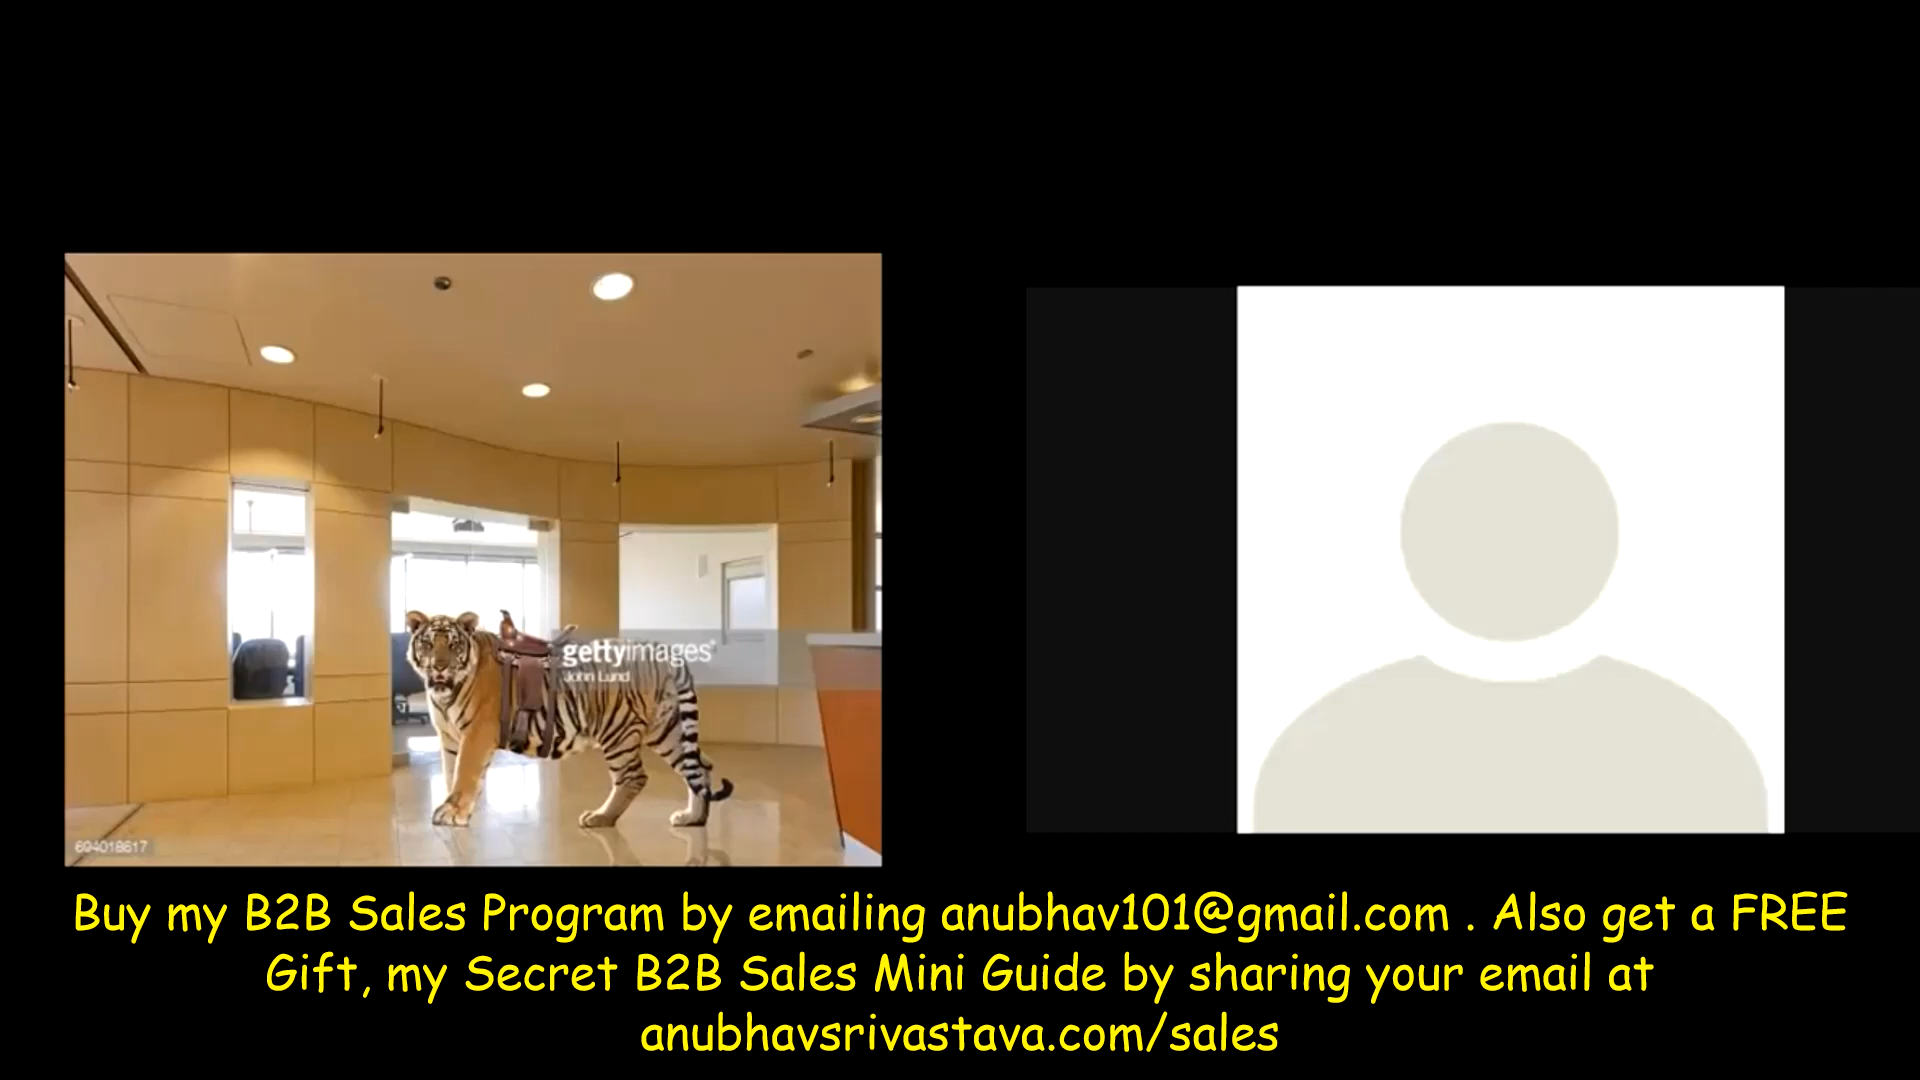 gettyimages®
John Lund
694018617
Buy my B2B Sales Program by emailing anubhav101@gmail.com . Also get a FREE
Gift, my Secret B2B Sales Mini Guide by sharing your email at
anubhavsrivastava.com/sales